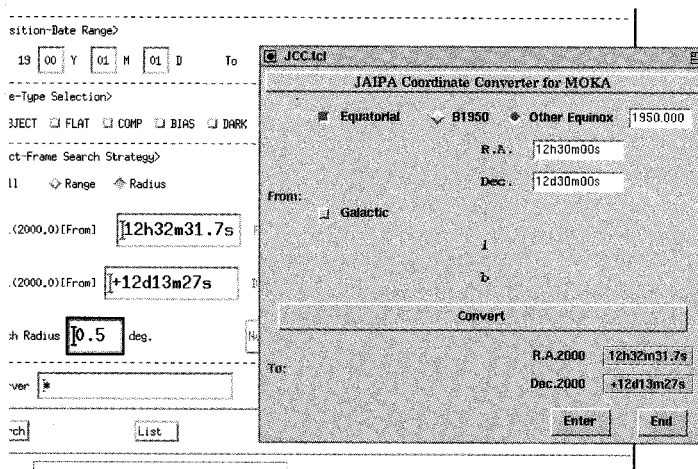 sition-Date Range>
19 00 Y 01 M 01 D To
e-Type Selection>
BJECT FLAT COMP BIAS DARK
ct-Frame Search Strategy>
ll Range Radius
.(2000.0)[From] 12h32m31.7s
.(2000.0)[From] +12d13m27s
ch Radius 0.5 deg.
ver *
rch List
JCC.tcl
JAIPA Coordinate Converter for MOKA
Equatorial B1950 Other Equinox 1950.000
R.A. 12h30m00s
Dec. 12d30m00s
From:
Galactic
l
b
Convert
To:
R.A.2000 12h32m31.7s
Dec.2000 +12d13m27s
Enter End